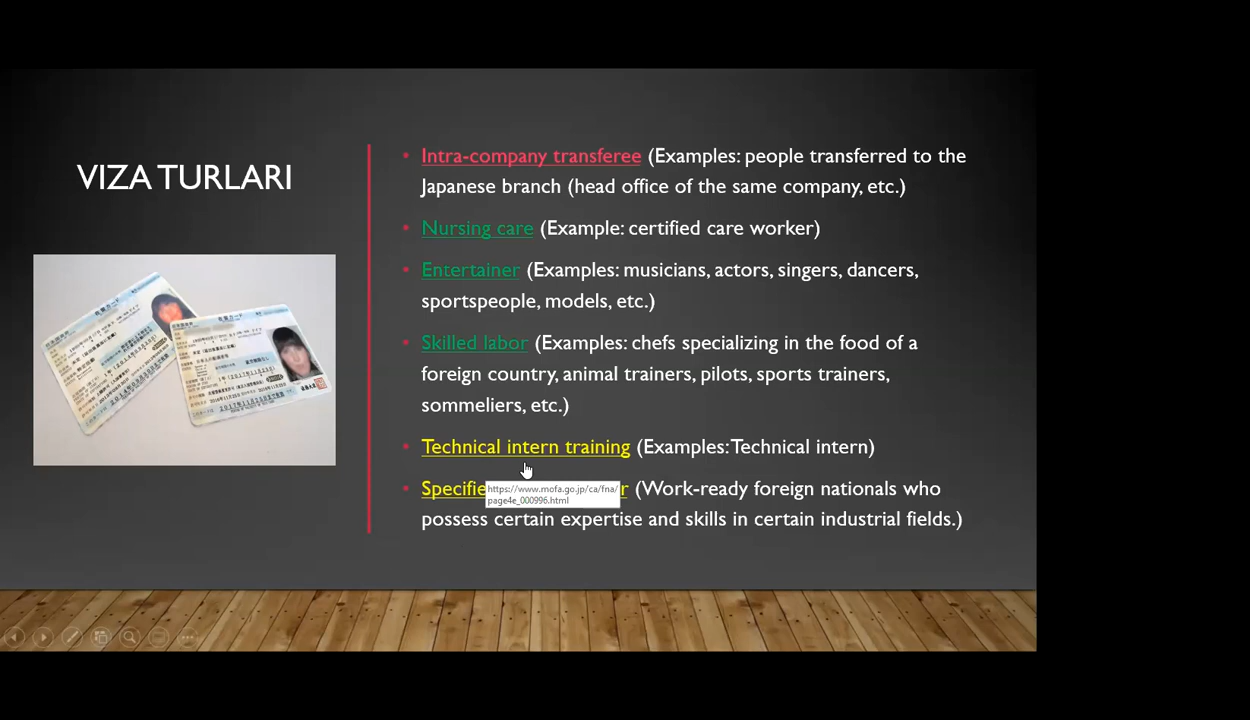 VIZA TURLARI
Intra-company transferee (Examples: people transferred to the
Japanese branch (head office of the same company, etc.)
Nursing care (Example: certified care worker)
Entertainer (Examples: musicians, actors, singers, dancers,
sportspeople, models, etc.)
Skilled labor (Examples: chefs specializing in the food of a
foreign country, animal trainers, pilots, sports trainers,
sommeliers, etc.)
Technical intern training (Examples:Technical intern)
https://www.mofa.go.jp/ca/fna/
page4e_000996.html
(Work-ready foreign nationals who
possess certain expertise and skills in certain industrial fields.)